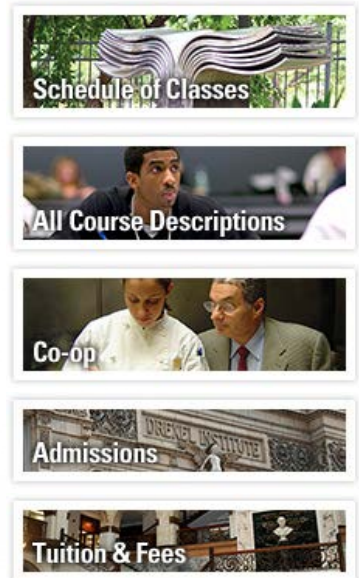 Schedule of Classes
All Course Descriptions
Co-op
DREXEL INSTITUTE
Admissions
Tuition & Fees